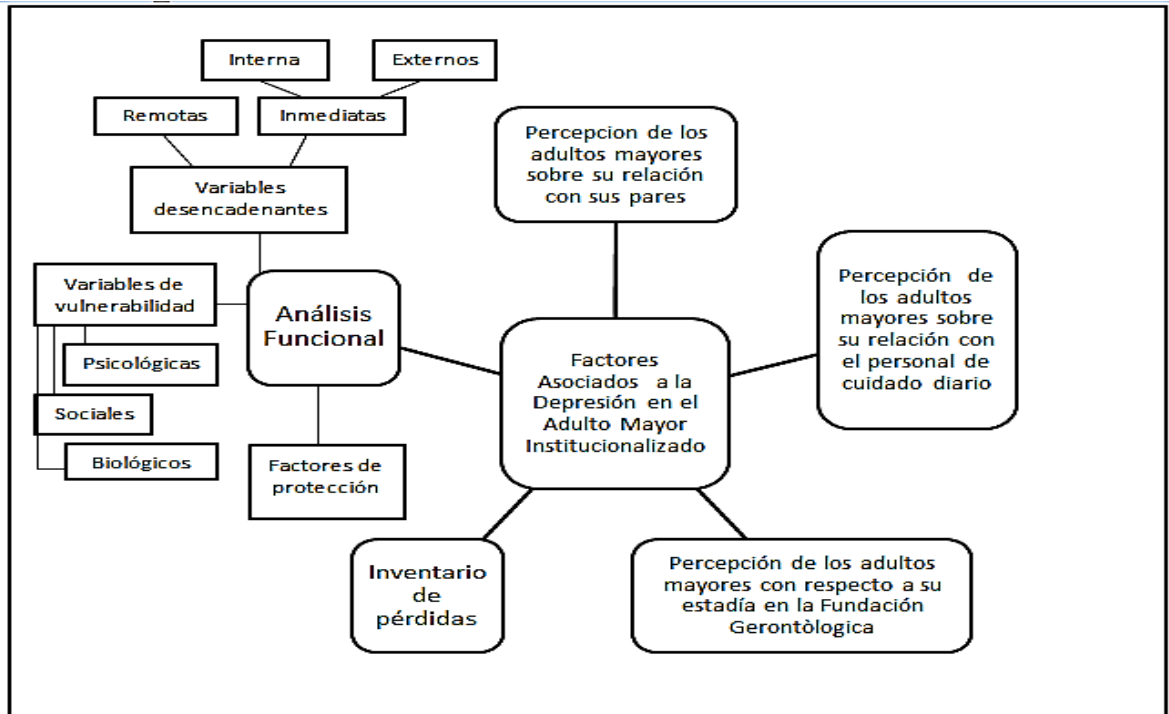 Interna
Externos
Remotas
Inmediatas
Variables
desencadenantes
Variables de
vulnerabilidad
Psicológicas
Sociales
Biológicos
Análisis
Funcional
Factores de
protección
Percepcion de los
adultos mayores
sobre su relación
con sus pares
Percepción de
los adultos
mayores sobre
su relación con
el personal de
cuidado diario
Factores
Asociados a la
Depresión en el
Adulto Mayor
Institucionalizado
Inventario
de
pérdidas
Percepción de los adultos
mayores con respecto a su
estadía en la Fundación
Gerontòlogica